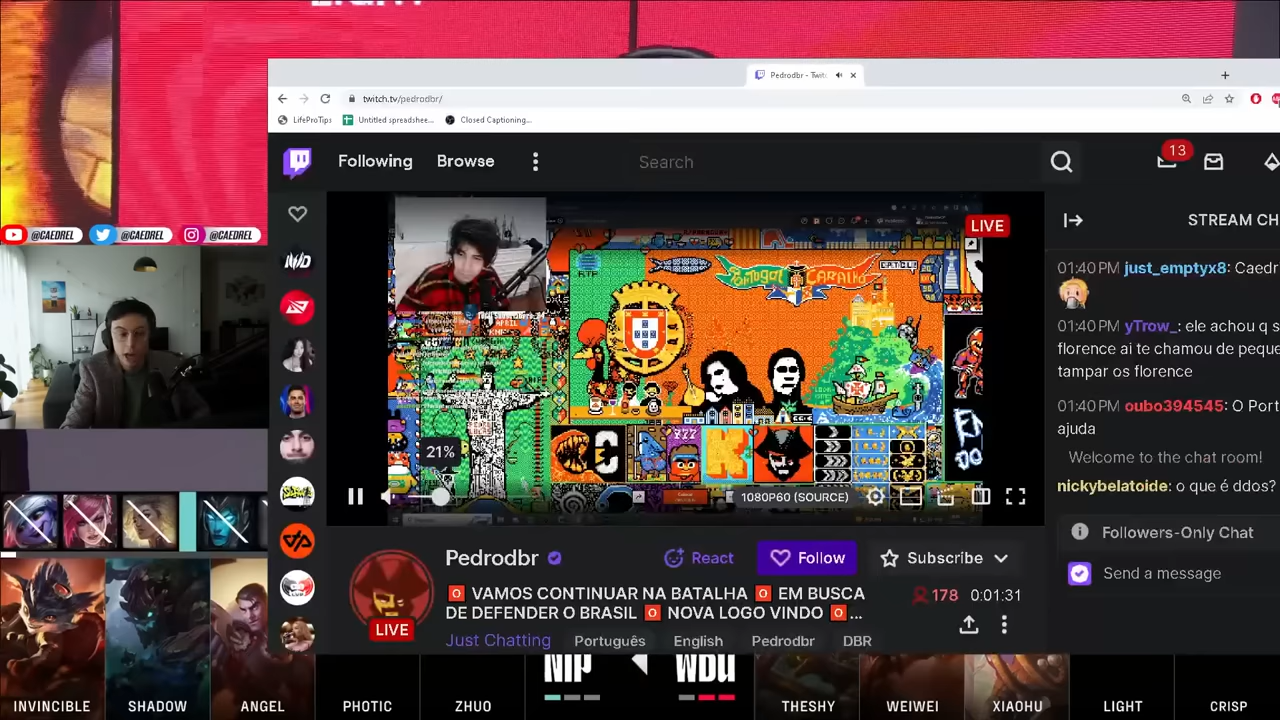 Pedrodbr - Twit
twitch.tv/pedrodbr/
LifeProTips
Untitled spreadshee...
Closed Captioning...
Following
Browse
Search
13
@CAEDREL
@CAEDREL
@CAEDREL
LIVE
RTP
CARALHO
21%
1080P60 (SOURCE)
STREAM CH
01:40 PM just_emptyx8: Caedr
01:40 PM yTrow_: ele achou q s
florence ai te chamou de peque
tampar os florence
01:40 PM oubo394545: O Port
ajuda
Welcome to the chat room!
nickybelatoide: o que é ddos?
Followers-Only Chat
Send a message
Pedrodbr
React
Follow
Subscribe
LIVE
VAMOS CONTINUAR NA BATALHA EM BUSCA
DE DEFENDER O BRASIL NOVA LOGO VINDO ...
178
0:01:31
Just Chatting
Português
English
Pedrodbr
DBR
NIP
WBG
INVINCIBLE
SHADOW
ANGEL
PHOTIC
ZHUO
THESHY
WEIWEI
XIAOHU
LIGHT
CRISP